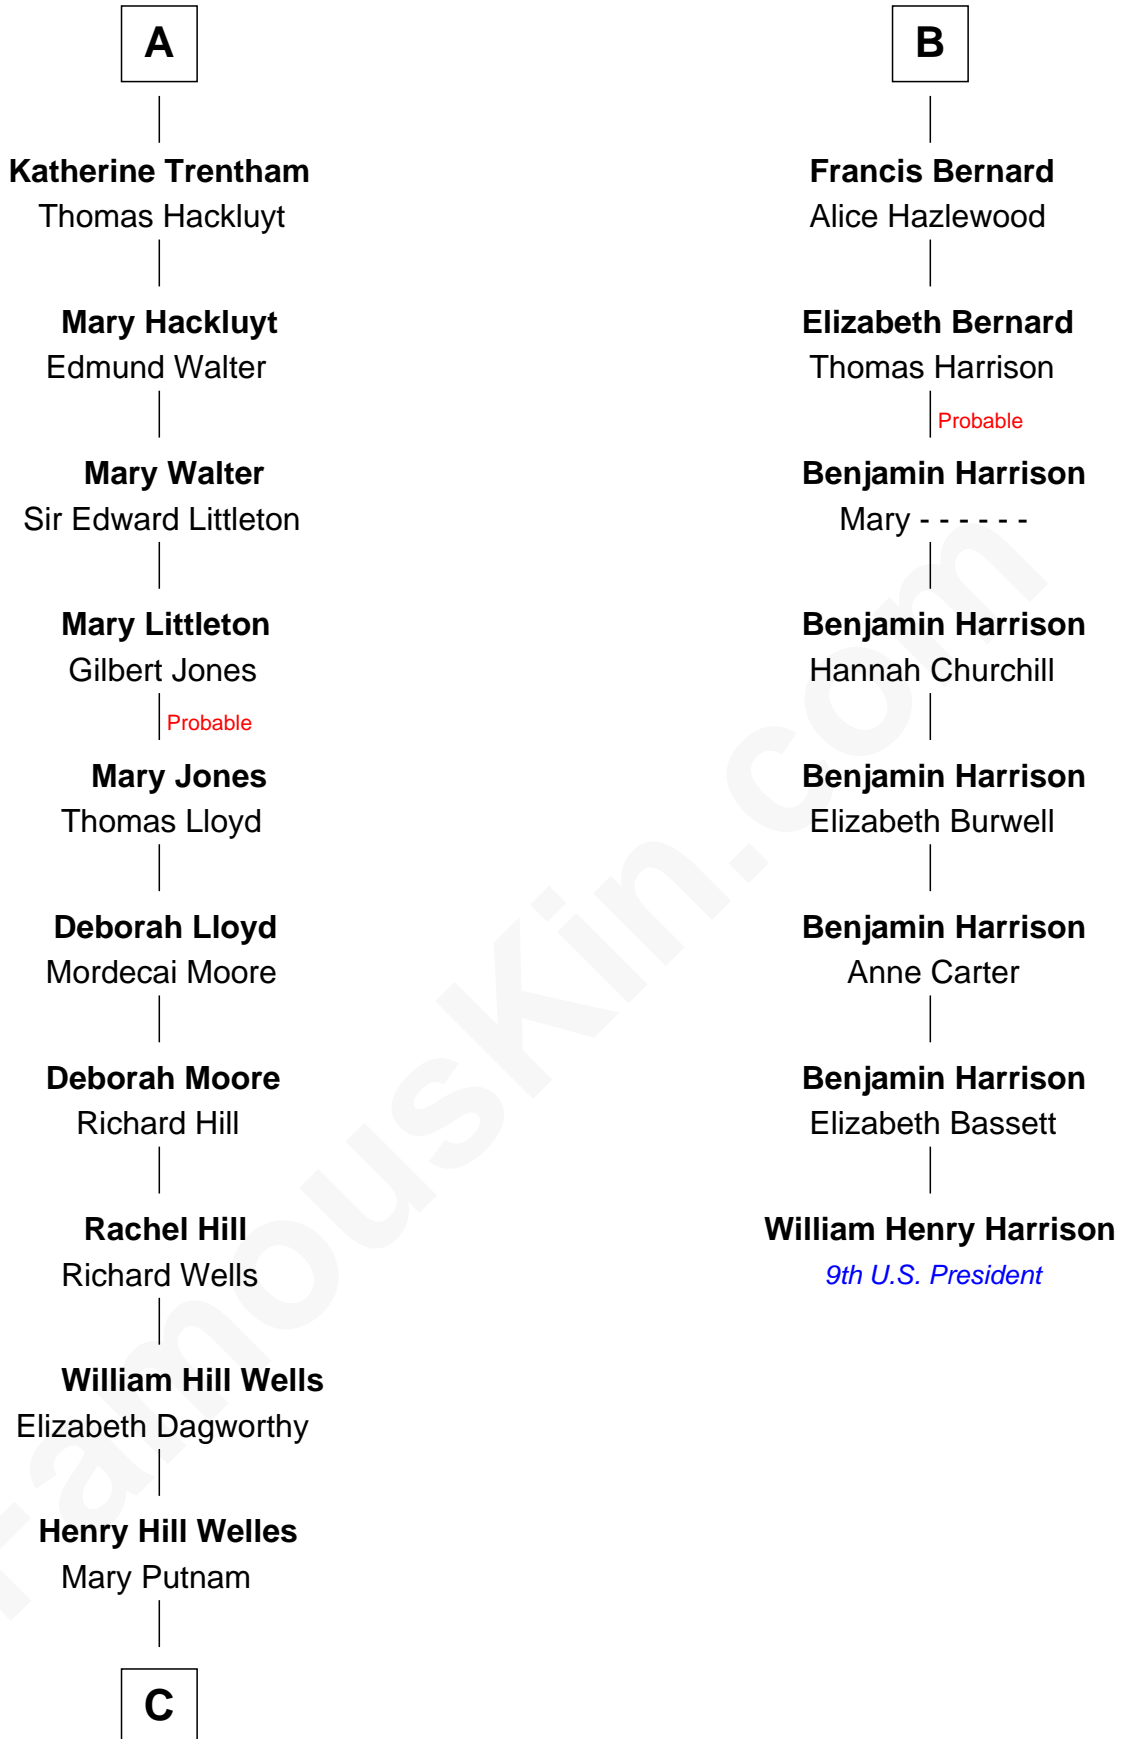 A
Katherine Trentham
Thomas Hackluyt
Mary Hackluyt
Edmund Walter
Mary Walter
Sir Edward Littleton
Mary Littleton
Gilbert Jones
Probable
Mary Jones
Thomas Lloyd
Deborah Lloyd
Mordecai Moore
Deborah Moore
Richard Hill
Rachel Hill
Richard Wells
William Hill Wells
Elizabeth Dagworthy
Henry Hill Welles
Mary Putnam
C
B
Francis Bernard
Alice Hazlewood
Elizabeth Bernard
Thomas Harrison
Probable
Benjamin Harrison
Mary - - - - - -
Benjamin Harrison
Hannah Churchill
Benjamin Harrison
Elizabeth Burwell
Benjamin Harrison
Anne Carter
Benjamin Harrison
Elizabeth Bassett
William Henry Harrison
9th U.S. President
FamousKin.com